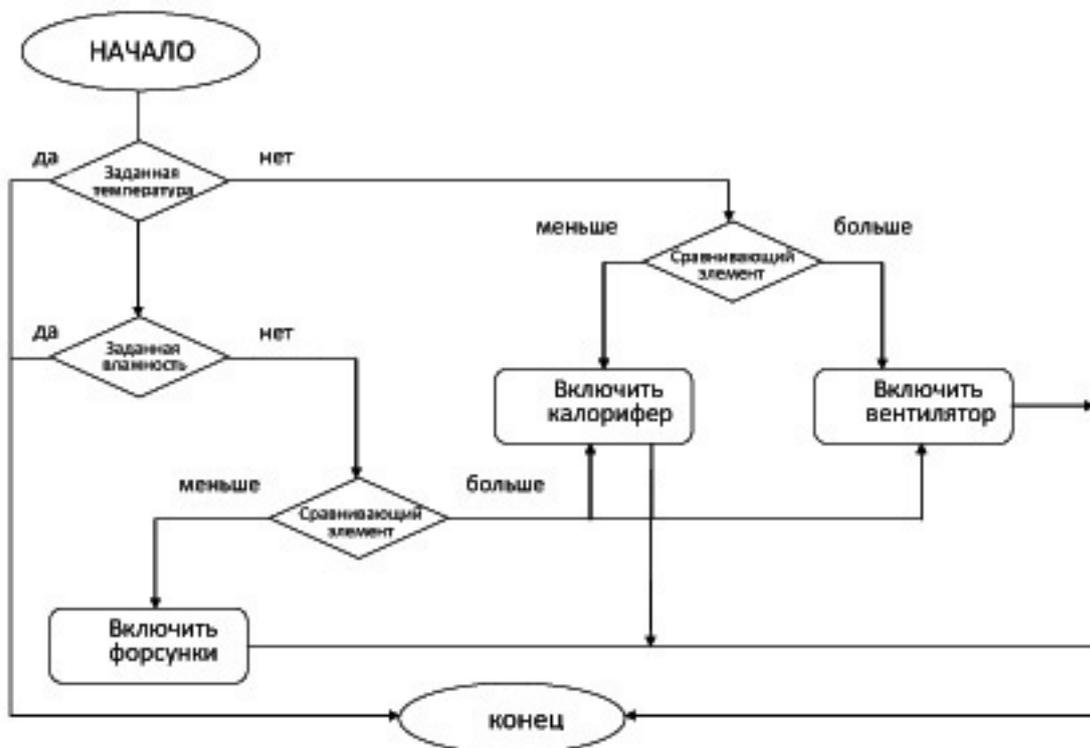 НАЧАЛО
да
нет
Заданная
температура
меньше
больше
Сравнивающий
элемент
да
нет
Заданная
влажность
Включить
калорифер
Включить
вентилятор
меньше
больше
Сравнивающий
элемент
Включить
форсунки
конец